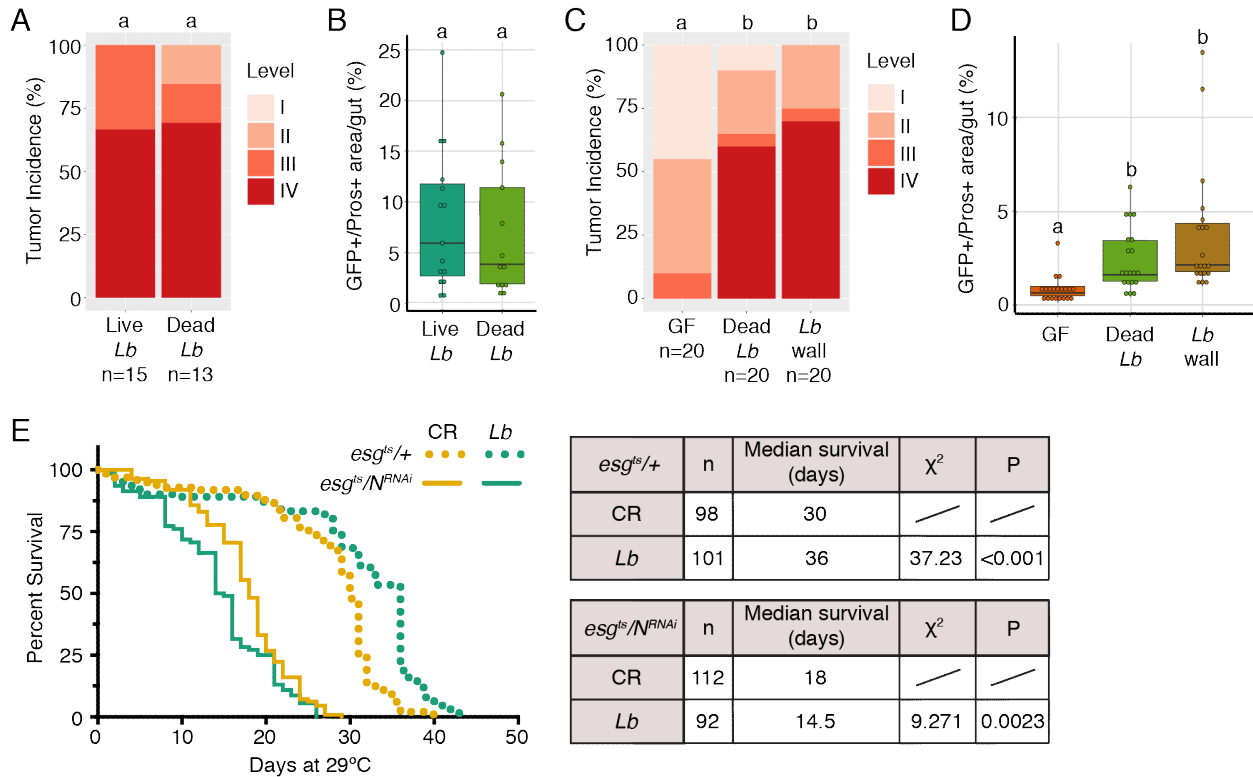 A
a a
Tumor Incidence (%)
100
75
50
25
0
Live
Lb
n=15
Dead
Lb
n=13
Level
I
II
III
IV
B
a a
GFP+/Pros+ area/gut (%)
25
20
15
10
5
0
Live
Lb
Dead
Lb
C
a b b
Tumor Incidence (%)
100
75
50
25
0
GF
n=20
Dead
Lb
n=20
Lb
wall
n=20
Level
I
II
III
IV
D
a
b
b
GFP+/Pros+ area/gut (%)
10
5
0
GF
Dead
Lb
Lb
wall
E
CR Lb
esgᵗˢ/+
esgᵗˢ/Nᴿᴺᴬⁱ
Percent Survival
100
75
50
25
0
0 10 20 30 40 50
Days at 29ºC
esgᵗˢ/+ n Median survival (days) χ² P
CR 98 30
Lb 101 36 37.23 <0.001
esgᵗˢ/Nᴿᴺᴬⁱ n Median survival (days) χ² P
CR 112 18
Lb 92 14.5 9.271 0.0023